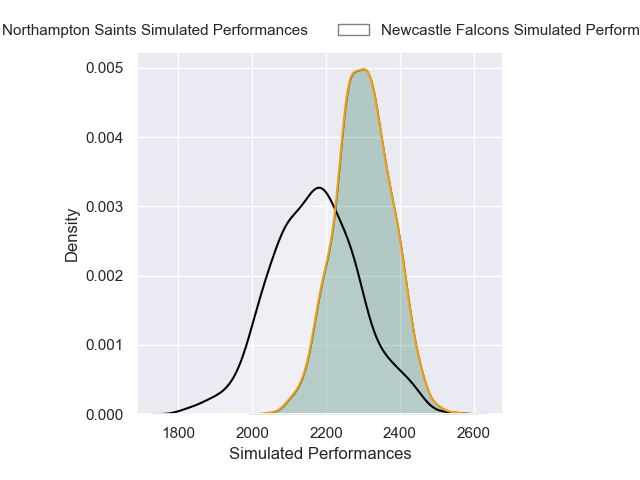 Northampton Saints Simulated Performances
Newcastle Falcons Simulated Perform
0.005
0.004
0.003
0.002
0.001
0.000
Density
1800 2000 2200 2400 2600
Simulated Performances